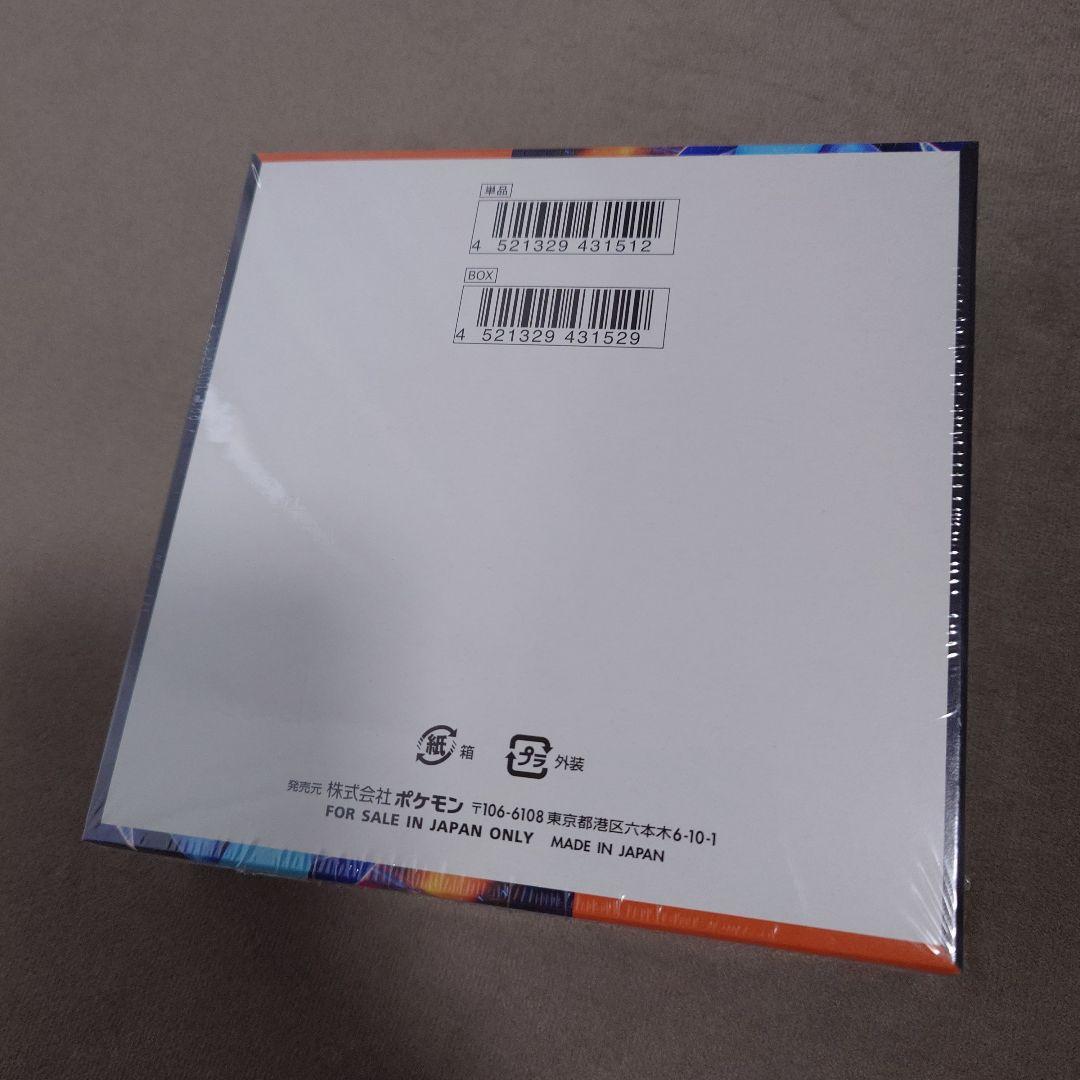 単品
4 521329 431512
BOX
4 521329 431529
紙 箱 プラ 外装
発売元 株式会社 ポケモン 〒106-6108 東京都港区六本木6-10-1
FOR SALE IN JAPAN ONLY MADE IN JAPAN